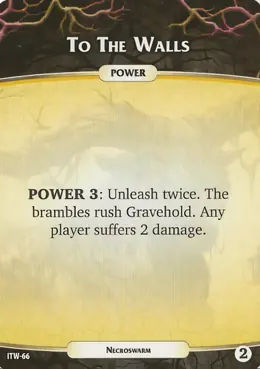 TO THE WALLS
POWER
POWER 3: Unleash twice. The
brambles rush Gravehold. Any
player suffers 2 damage.
NECROSWARM
ITW-66
2